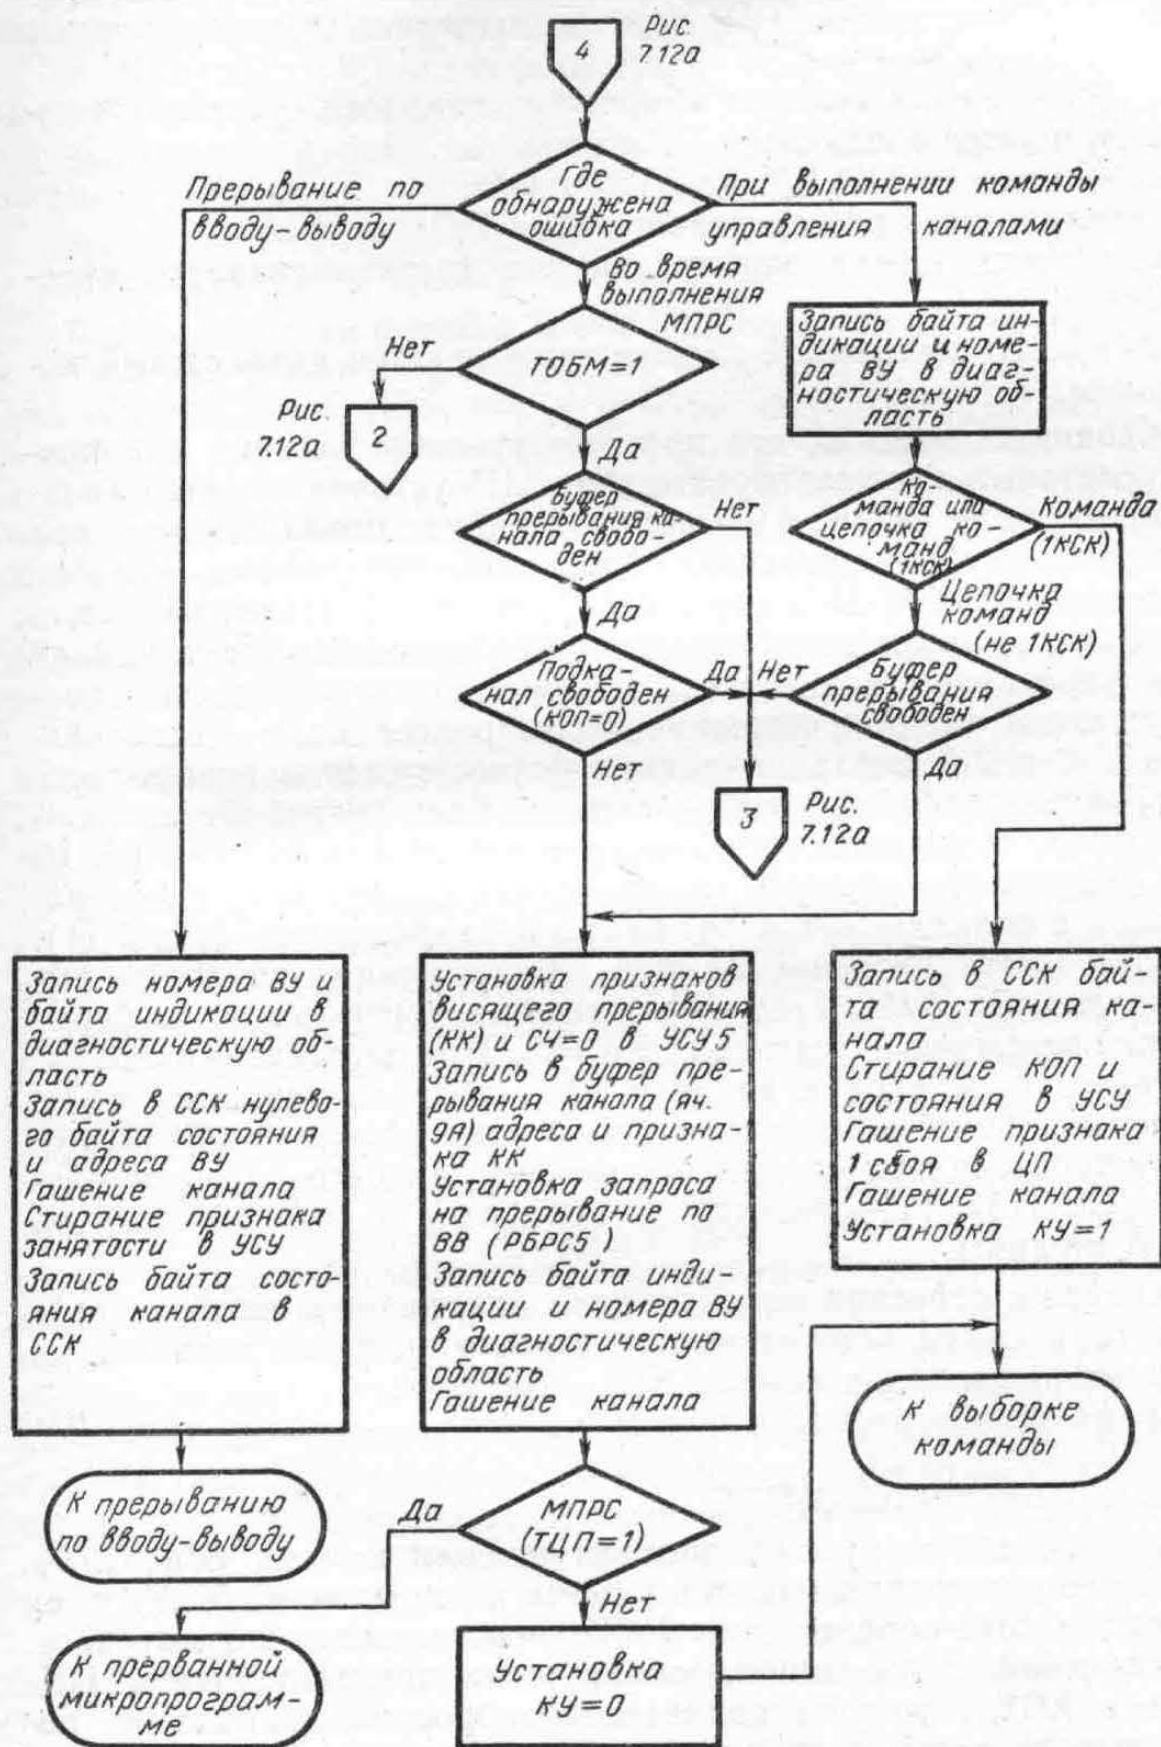 4
Рис.
7.12а
Где
обнаружена
ошибка
Прерывание по
вводу-выводу
При выполнении команды
управления каналами
Во время
выполнения
МПРС
ТОБМ=1
Нет
Рис.
7.12а
2
Да
Запись байта ин-
дикации и номе-
ра ВУ в диаг-
ностическую об-
ласть
Буфер
прерывания ка-
нала свобо-
ден
Нет
Ко-
манда или
цепочка ко-
манд
(1КСК)
Команда
(1КСК)
Да
Цепочка
команд
(не 1КСК)
Подка-
нал свободен
(КОП=0)
Да
Нет
Буфер
прерывания
свободен
Нет
Да
3
Рис.
7.12а
Запись номера ВУ и
байта индикации в
диагностическую об-
ласть
Запись в ССК нулево-
го байта состояния
и адреса ВУ
Гашение канала
Стирание признака
занятости в УСУ
Запись байта состо-
яния канала в
ССК
Установка признаков
висящего прерывания
(КК) и СЧ=0 в УСУ5
Запись в буфер пре-
рывания канала (яч.
9А) адреса и призна-
ка КК
Установка запроса
на прерывание по
ВВ (РБРС5)
Запись байта инди-
кации и номера ВУ
в диагностическую
область
Гашение канала
Запись в ССК бай-
та состояния ка-
нала
Стирание КОП и
состояния в УСУ
Гашение признака
1 сбоя в ЦП
Гашение канала
Установка КУ=1
К выборке
команды
К прерыванию
по вводу-выводу
Да
МПРС
(ТЦП=1)
Нет
К прерванной
микропрограм-
ме
Установка
КУ=0